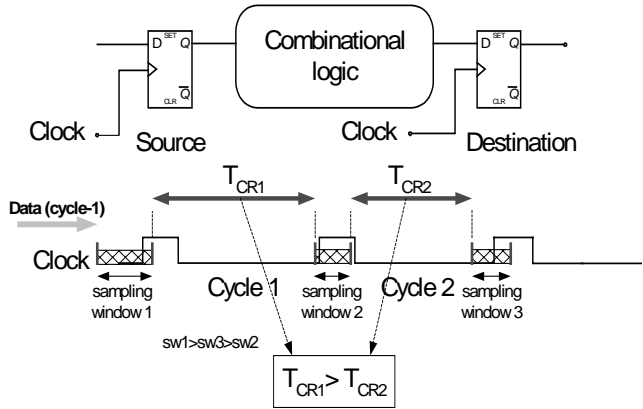 D SET Q
CLR Q
Combinational
logic
D SET Q
CLR Q
Clock
Source
Clock
Destination
T_CR1
T_CR2
Data (cycle-1)
Clock
Cycle 1
Cycle 2
sampling
window 1
sampling
window 2
sampling
window 3
sw1>sw3>sw2
T_CR1 > T_CR2